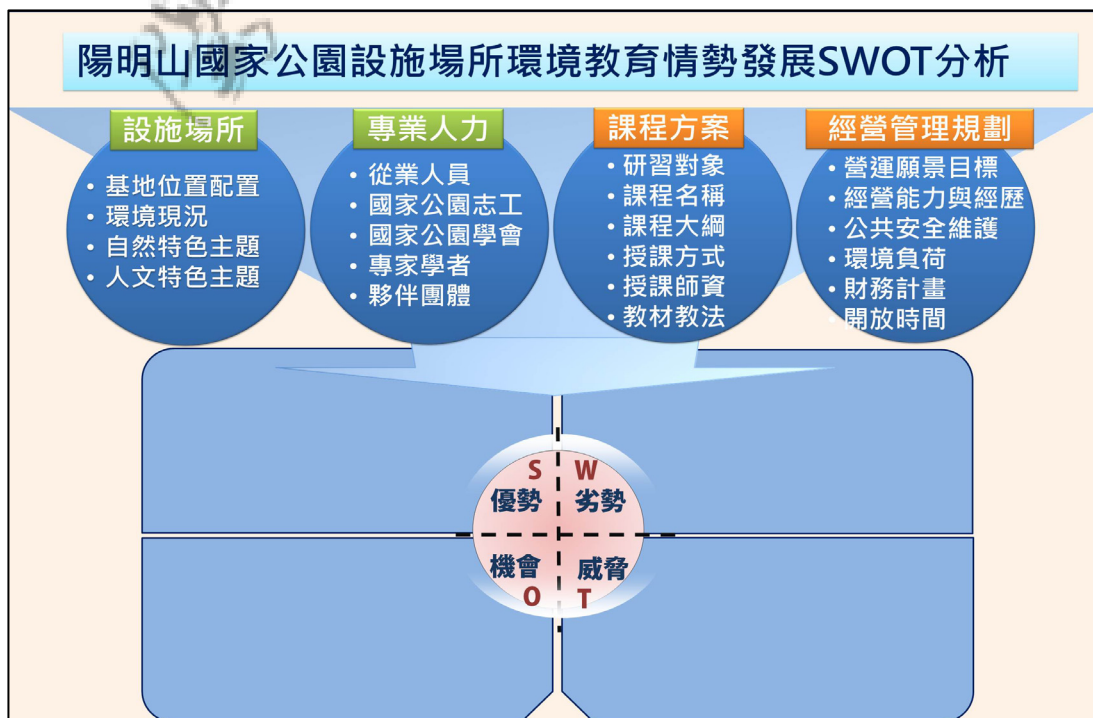 陽明山國家公園設施場所環境教育情勢發展SWOT分析
設施場所
• 基地位置配置
• 環境現況
• 自然特色主題
• 人文特色主題
專業人力
• 從業人員
• 國家公園志工
• 國家公園學會
• 專家學者
• 夥伴團體
課程方案
• 研習對象
• 課程名稱
• 課程大綱
• 授課方式
• 授課師資
• 教材教法
經營管理規劃
• 營運願景目標
• 經營能力與經歷
• 公共安全維護
• 環境負荷
• 財務計畫
• 開放時間
S
優勢
W
劣勢
機會
O
威脅
T